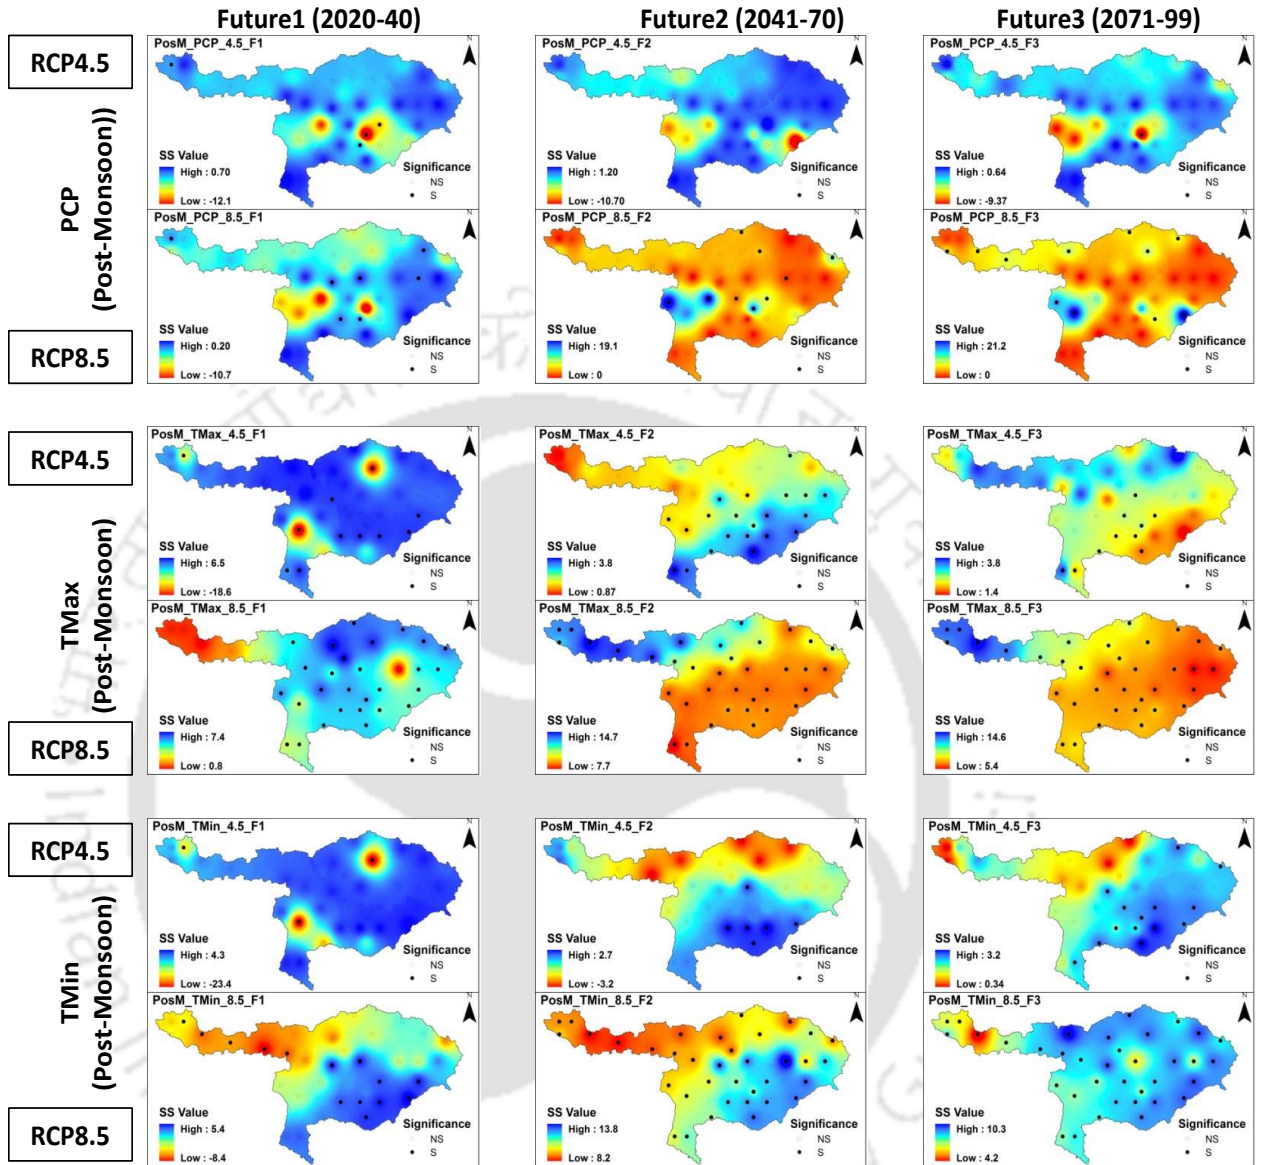 Future1 (2020-40) Future2 (2041-70) Future3 (2071-99)
RCP4.5
PCP
(Post-Monsoon))
RCP8.5
PosM_PCP_4.5_F1
N
SS Value
High : 0.70
Low : -12.1
Significance
NS
S
PosM_PCP_4.5_F2
N
SS Value
High : 1.20
Low : -10.70
Significance
NS
S
PosM_PCP_4.5_F3
N
SS Value
High : 0.64
Low : -9.37
Significance
NS
S
PosM_PCP_8.5_F1
N
SS Value
High : 0.20
Low : -10.7
Significance
NS
S
PosM_PCP_8.5_F2
N
SS Value
High : 19.1
Low : 0
Significance
NS
S
PosM_PCP_8.5_F3
N
SS Value
High : 21.2
Low : 0
Significance
NS
S
RCP4.5
TMax
(Post-Monsoon)
RCP8.5
PosM_TMax_4.5_F1
N
SS Value
High : 6.5
Low : -18.6
Significance
NS
S
PosM_TMax_4.5_F2
N
SS Value
High : 3.8
Low : 0.87
Significance
NS
S
PosM_TMax_4.5_F3
N
SS Value
High : 3.8
Low : 1.4
Significance
NS
S
PosM_TMax_8.5_F1
N
SS Value
High : 7.4
Low : 0.8
Significance
NS
S
PosM_TMax_8.5_F2
N
SS Value
High : 14.7
Low : 7.7
Significance
NS
S
PosM_TMax_8.5_F3
N
SS Value
High : 14.6
Low : 5.4
Significance
NS
S
RCP4.5
TMin
(Post-Monsoon)
RCP8.5
PosM_TMin_4.5_F1
N
SS Value
High : 4.3
Low : -23.4
Significance
NS
S
PosM_TMin_4.5_F2
N
SS Value
High : 2.7
Low : -3.2
Significance
NS
S
PosM_TMin_4.5_F3
N
SS Value
High : 3.2
Low : 0.34
Significance
NS
S
PosM_TMin_8.5_F1
N
SS Value
High : 5.4
Low : -8.4
Significance
NS
S
PosM_TMin_8.5_F2
N
SS Value
High : 13.8
Low : 8.2
Significance
NS
S
PosM_TMin_8.5_F3
N
SS Value
High : 10.3
Low : 4.2
Significance
NS
S